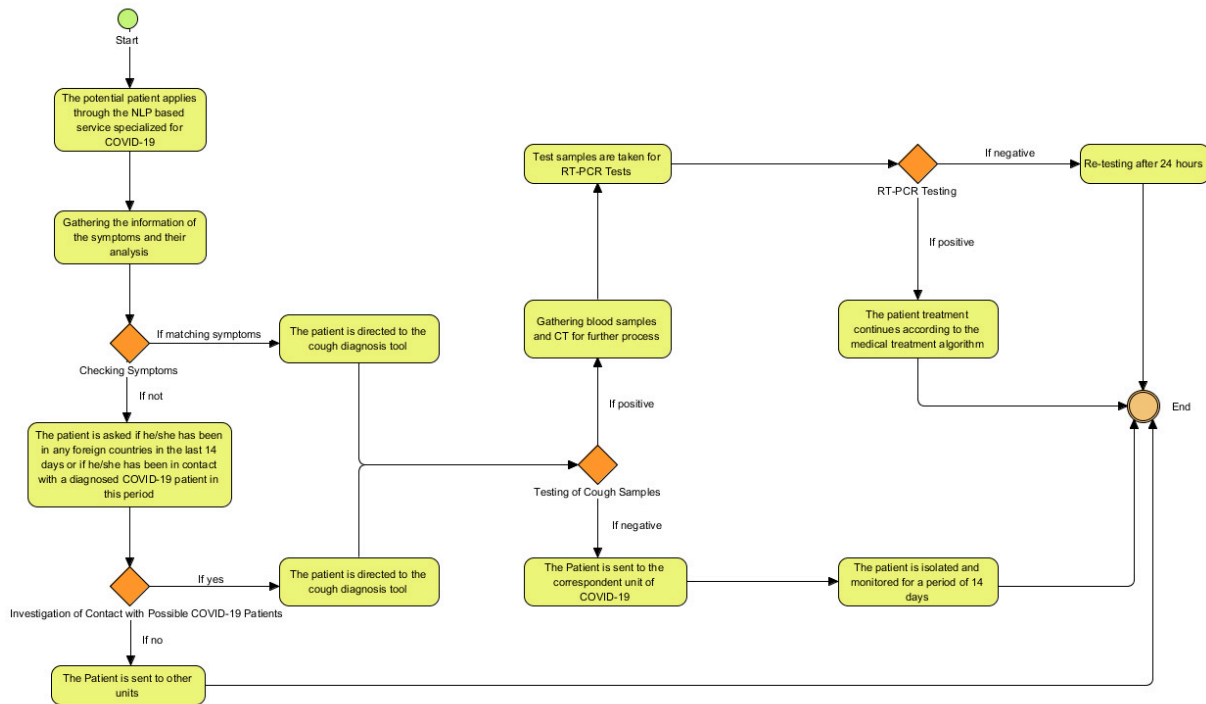 Start
The potential patient applies
through the NLP based
service specialized for
COVID-19
Gathering the information of
the symptoms and their
analysis
If matching symptoms
Checking Symptoms
The patient is directed to the
cough diagnosis tool
If not
The patient is asked if he/she has been
in any foreign countries in the last 14
days or if he/she has been in contact
with a diagnosed COVID-19 patient in
this period
If yes
Investigation of Contact with Possible COVID-19 Patients
The patient is directed to the
cough diagnosis tool
If no
The Patient is sent to other
units
Testing of Cough Samples
If positive
Gathering blood samples
and CT for further process
Test samples are taken for
RT-PCR Tests
RT-PCR Testing
If negative
Re-testing after 24 hours
If positive
The patient treatment
continues according to the
medical treatment algorithm
If negative
The Patient is sent to the
correspondent unit of
COVID-19
The patient is isolated and
monitored for a period of 14
days
End